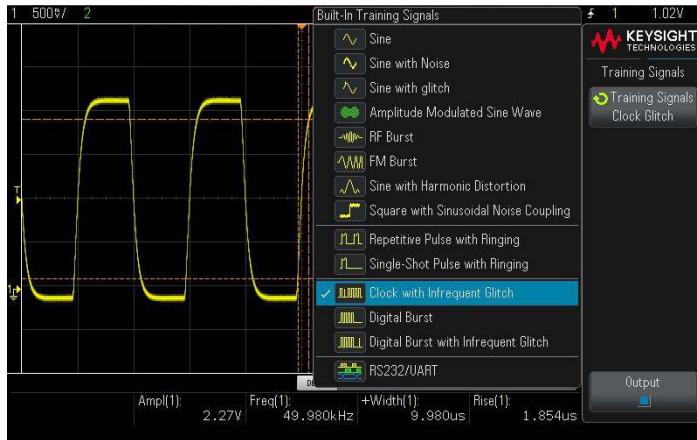 1 500▿/ 2 Built-In Training Signals 1 1.02V
KEYSIGHT
TECHNOLOGIES
Training Signals
Training Signals
Clock Glitch
Sine
Sine with Noise
Sine with glitch
Amplitude Modulated Sine Wave
RF Burst
FM Burst
Sine with Harmonic Distortion
Square with Sinusoidal Noise Coupling
Repetitive Pulse with Ringing
Single-Shot Pulse with Ringing
Clock with Infrequent Glitch
Digital Burst
Digital Burst with Infrequent Glitch
RS232/UART
T
1
Output
Ampl(1): Freq(1): +Width(1): Rise(1):
2.27V 49.980kHz 9.980us 1.854us